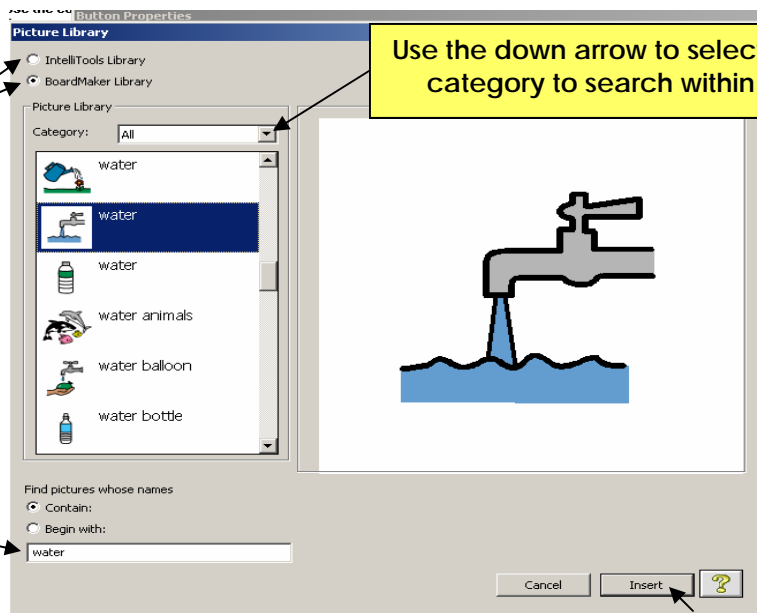 Button Properties
Picture Library
Use the down arrow to selec
category to search within
IntelliTools Library
BoardMaker Library
Picture Library
Category: All
water
water
water
water animals
water balloon
water bottle
Find pictures whose names
Contain:
Begin with:
water
Cancel Insert ?